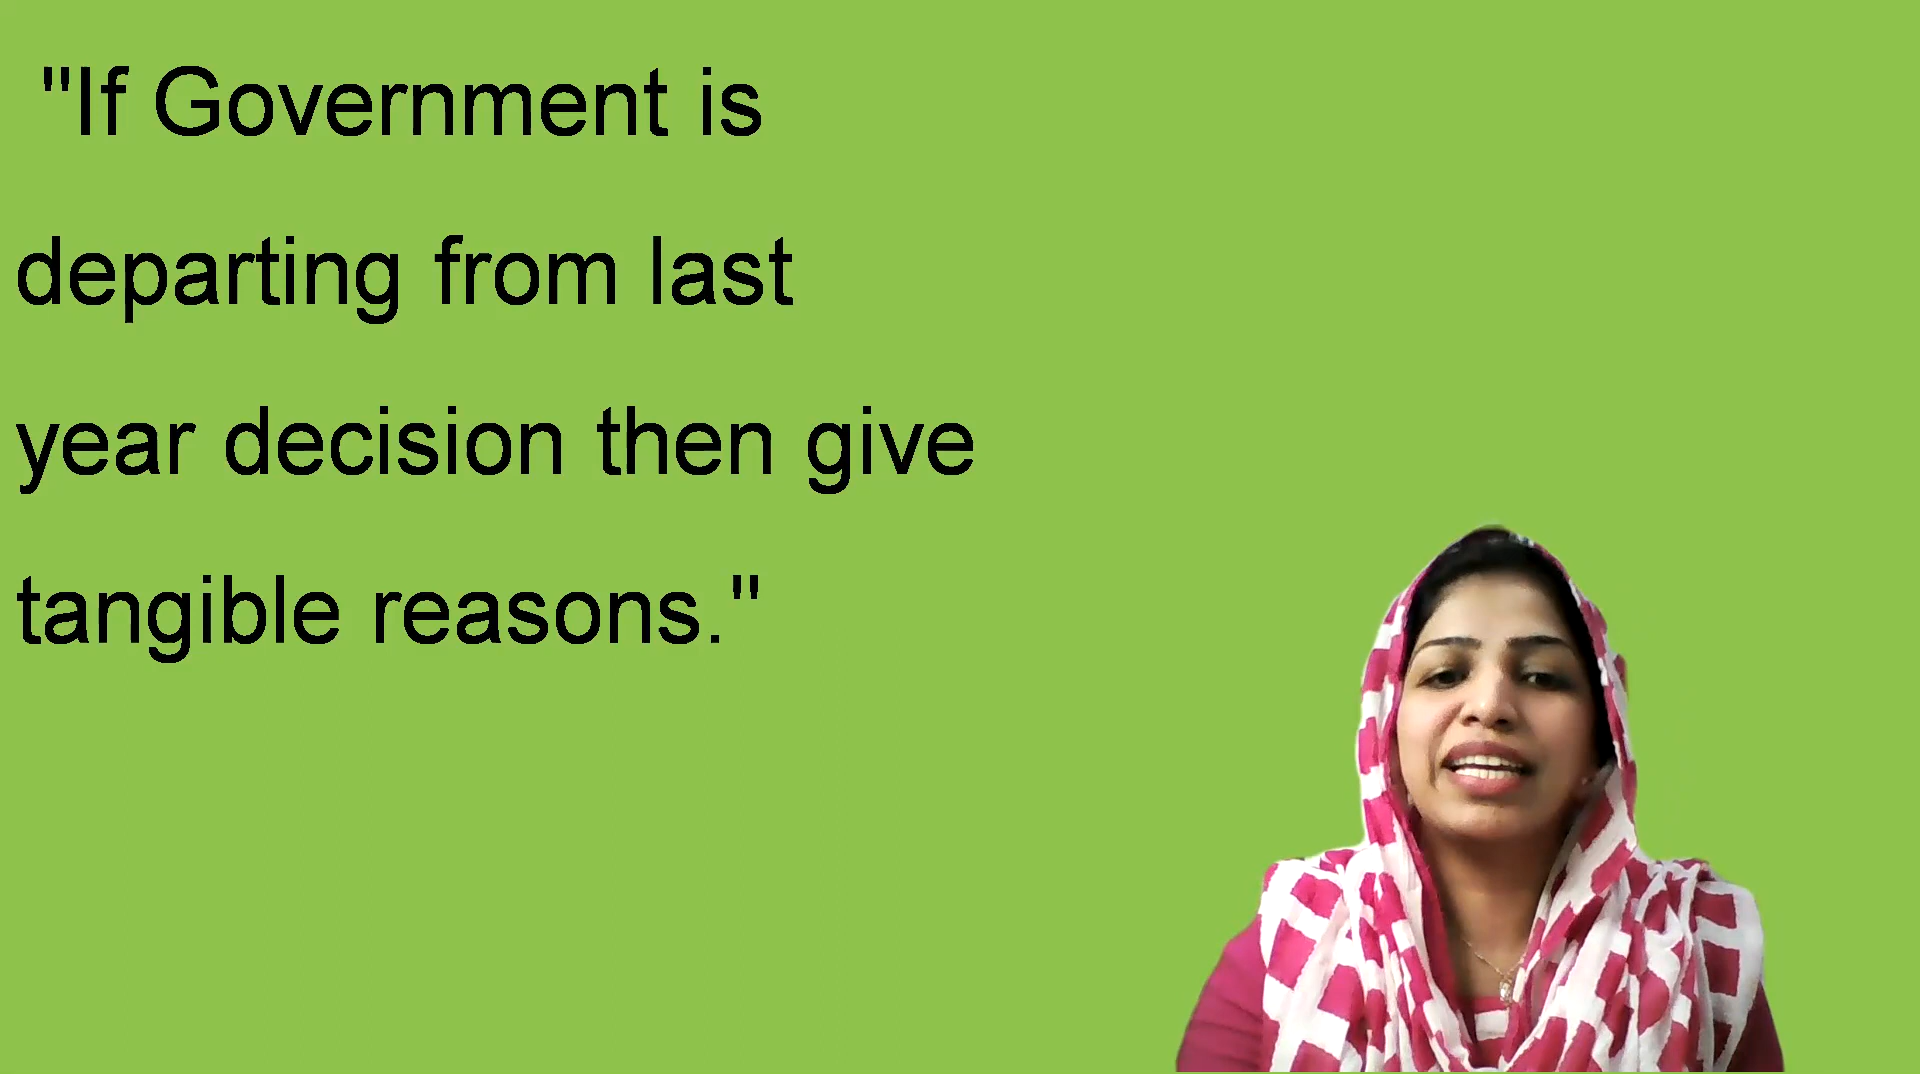 "If Government is
departing from last
year decision then give
tangible reasons."